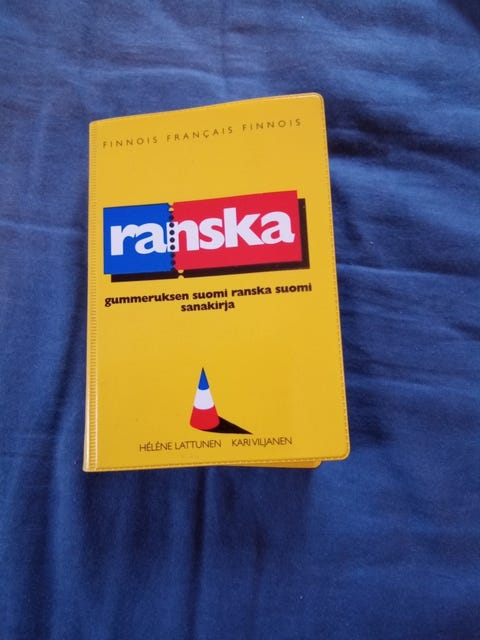 FINNOIS FRANÇAIS FINNOIS
ranska
gummeruksen suomi ranska suomi
sanakirja
HÉLÈNE LATTUNEN KARI VILJANEN